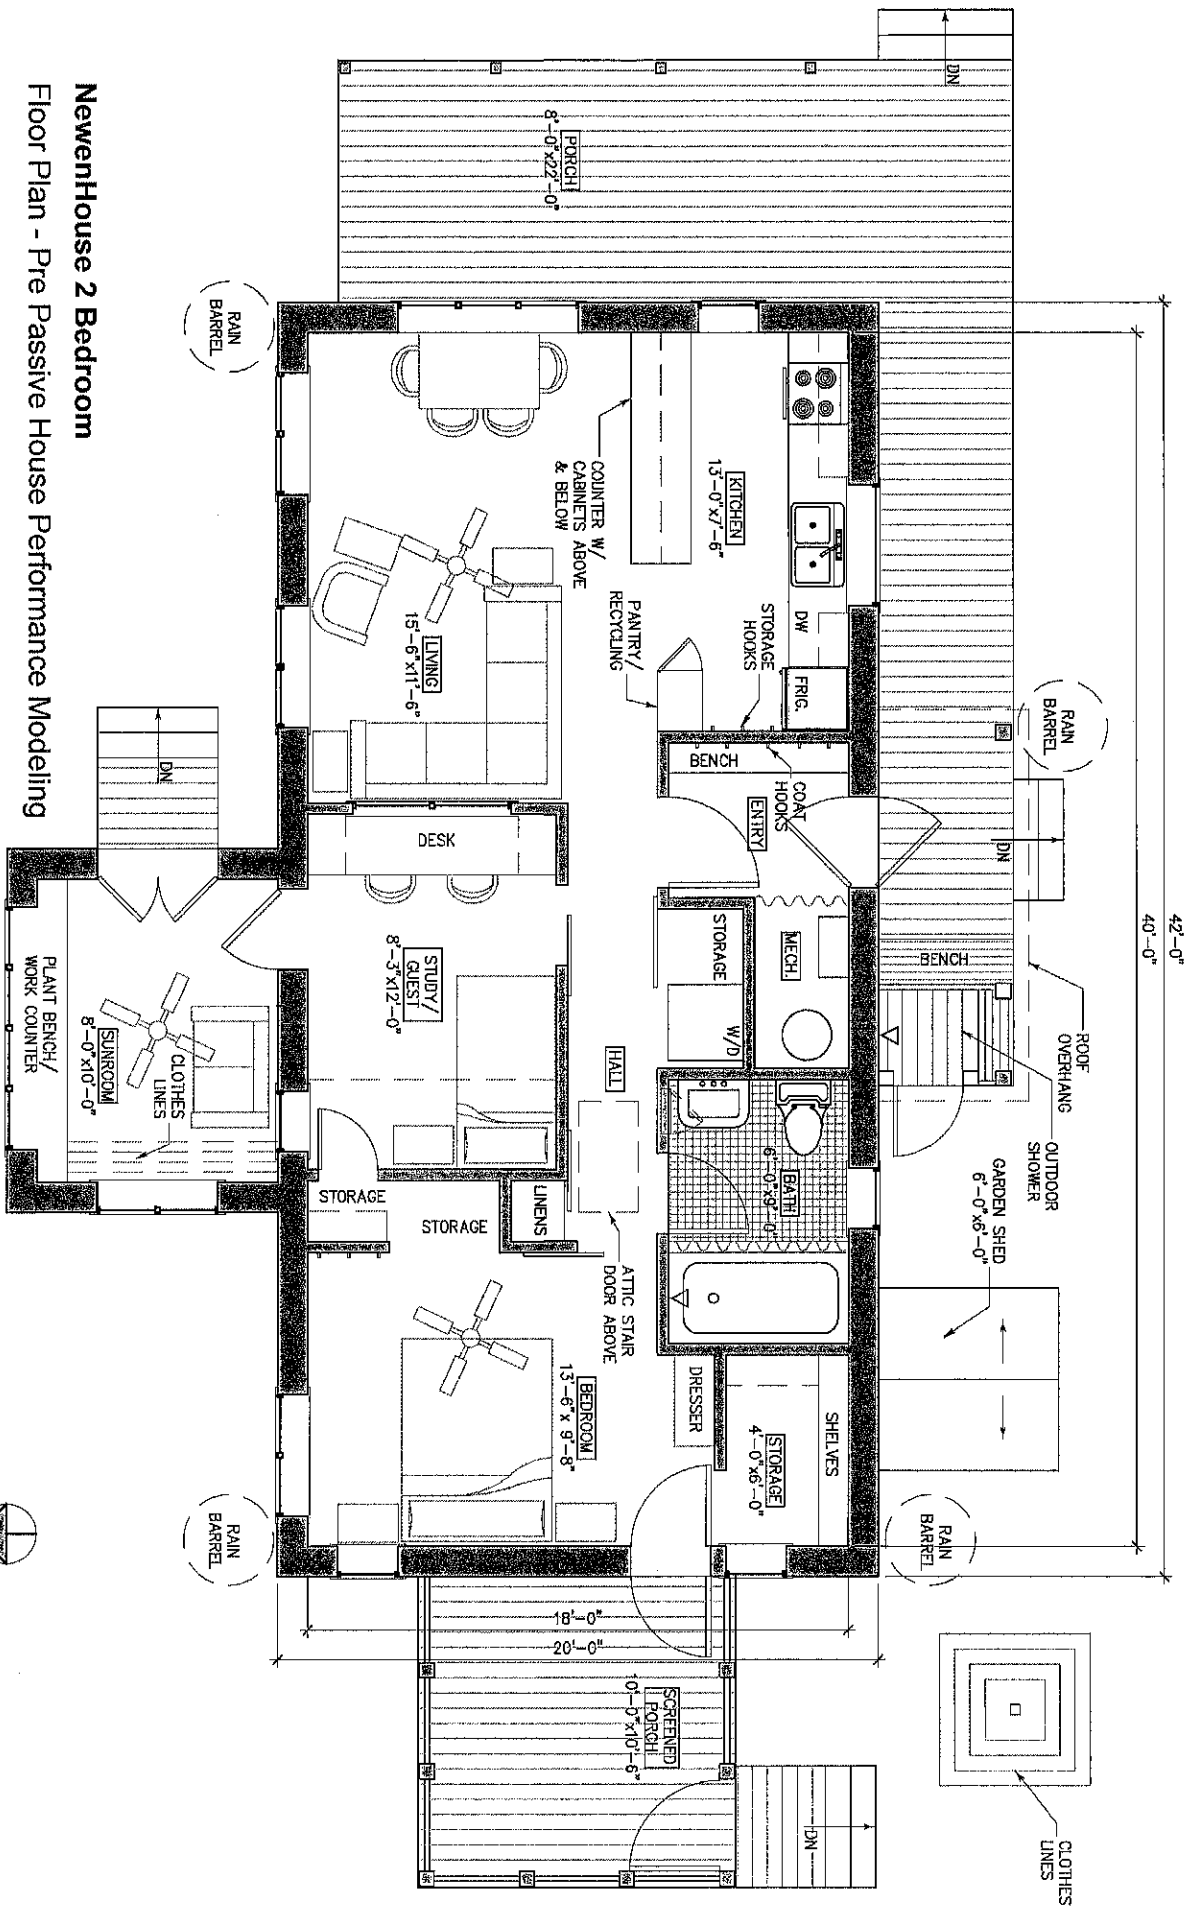 NewenHouse 2 Bedroom
Floor Plan - Pre Passive House Performance Modeling
42'-0"
40'-0"
DN
PORCH
8'-0"x22'-0"
RAIN
BARREL
KITCHEN
13'-0"x7'-6"
COUNTER W/
CABINETS ABOVE
& BELOW
PANTRY/
RECYCLING
STORAGE
HOOKS
DW
FRIG.
LIVING
15'-6"x11'-6"
RAIN
BARREL
BENCH
COAT
HOOKS
ENTRY
DN
BENCH
ROOF
OVERHANG
OUTDOOR
SHOWER
GARDEN SHED
6'-0"x6'-0"
MECH.
STORAGE
W/D
HALL
DESK
STUDY/
GUEST
8'-3"x12'-0"
DN
SUNROOM
8'-0"x10'-0"
PLANT BENCH/
WORK COUNTER
CLOTHES
LINES
BATH
6'-0"x9'-0"
STORAGE
STORAGE
LINENS
ATTIC STAIR
DOOR ABOVE
BEDROOM
13'-6"x 9'-8"
DRESSER
SHELVES
STORAGE
4'-0"x6'-0"
RAIN
BARREL
RAIN
BARREL
18'-0"
20'-0"
SCREENED
PORCH
10'-0"x10'-6"
DN
CLOTHES
LINES